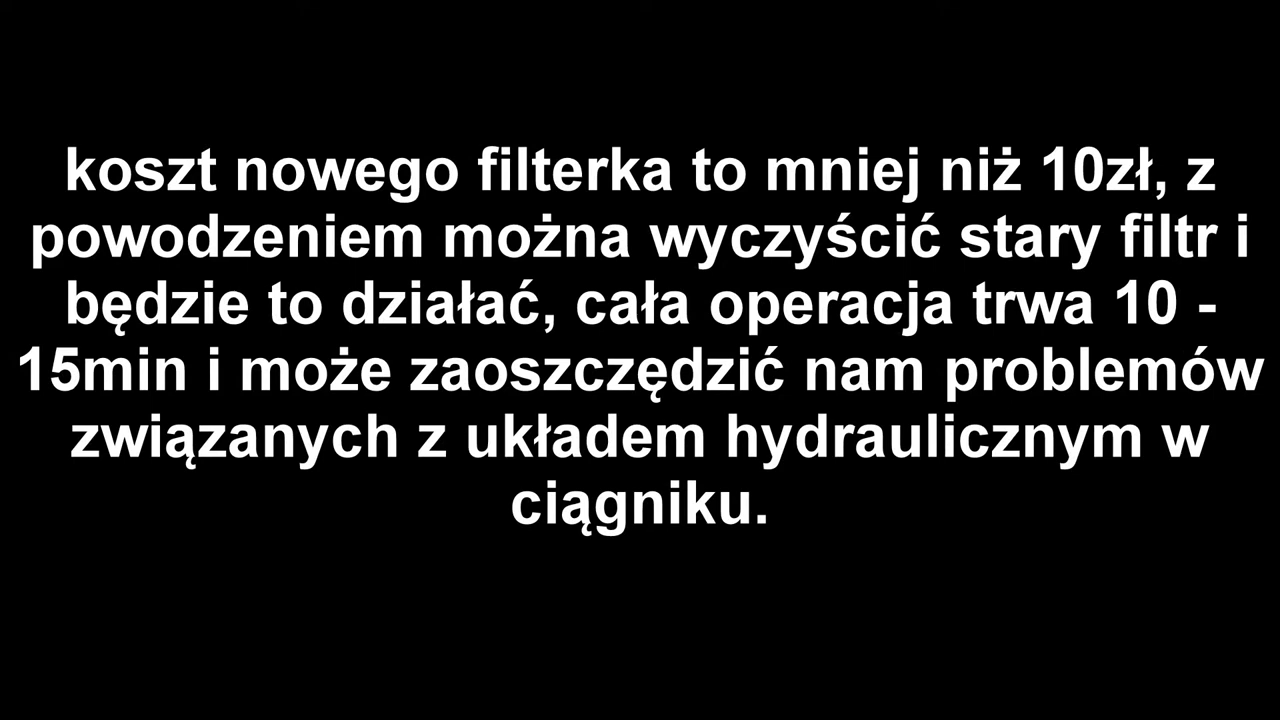 koszt nowego filterka to mniej niż 10zł, z
powodzeniem można wyczyścić stary filtr i
będzie to działać, cała operacja trwa 10 -
15min i może zaoszczędzić nam problemów
związanych z układem hydraulicznym w
ciągniku.